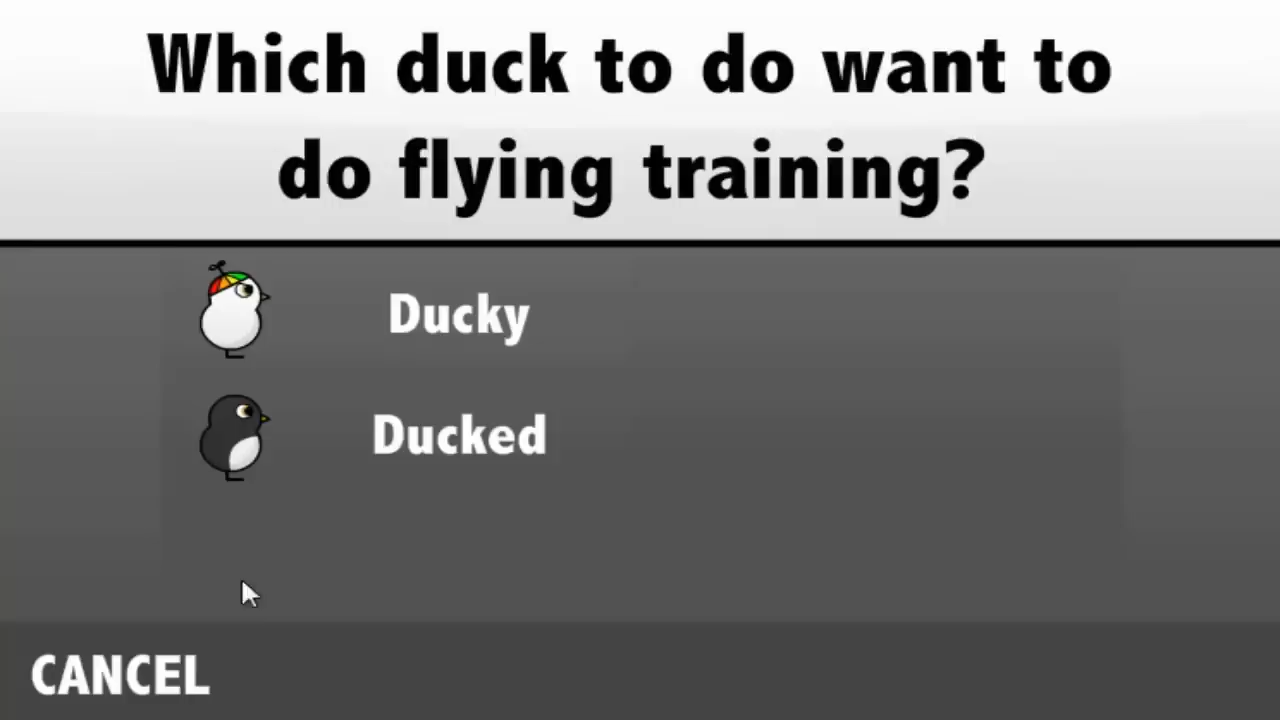 Which duck to do want to
do flying training?
Ducky
Ducked
CANCEL